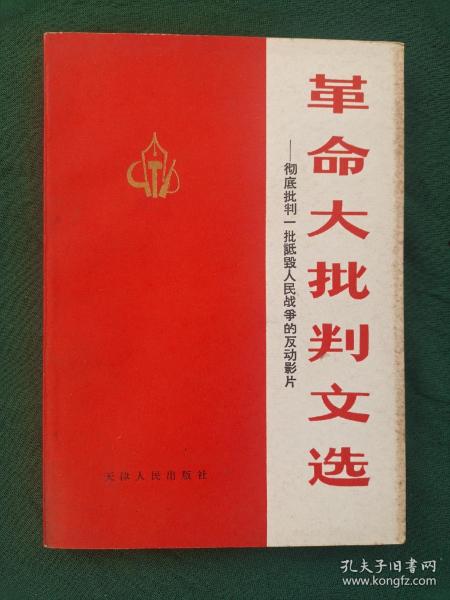 革命大批判文选
——彻底批判一批詆毁人民战争的反动影片
天津人民出版社
孔夫子旧书网
www.kongfz.com